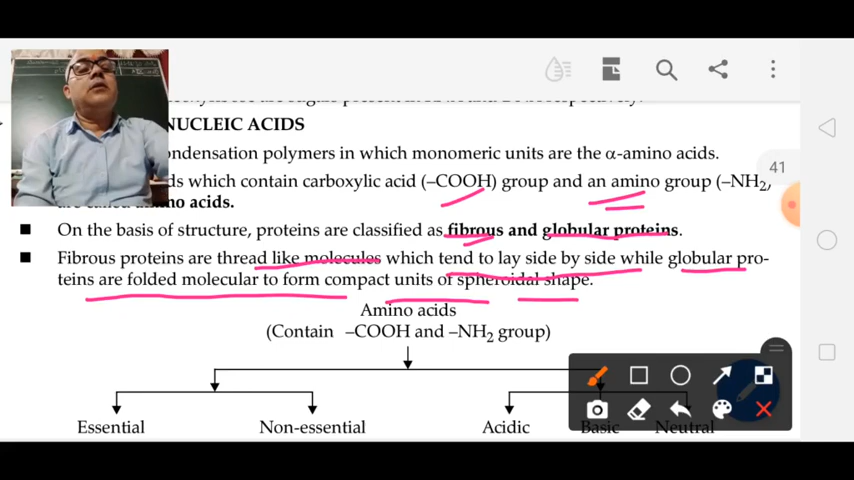 NUCLEIC ACIDS
ondensation polymers in which monomeric units are the α-amino acids.
41
ds which contain carboxylic acid (–COOH) group and an amino group (–NH2)
are called amino acids.
■ On the basis of structure, proteins are classified as fibrous and globular proteins.
■ Fibrous proteins are thread like molecules which tend to lay side by side while globular pro-
teins are folded molecular to form compact units of spheroidal shape.
Amino acids
(Contain –COOH and –NH2 group)
Essential Non-essential Acidic Basic Neutral